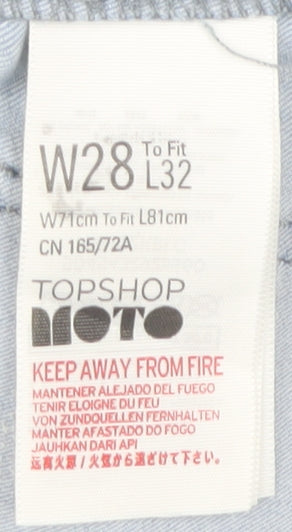 W28 To Fit L32
W71cm To Fit L81cm
CN 165/72A
TOPSHOP
MOTO
KEEP AWAY FROM FIRE
MANTENER ALEJADO DEL FUEGO
TENIR ELOIGNE DU FEU
VON ZUNDQUELLEN FERNHALTEN
MANTER AFASTADO DO FOGO
JAUHKAN DARI API
远离火源 / 火気から遠ざけて下さい。